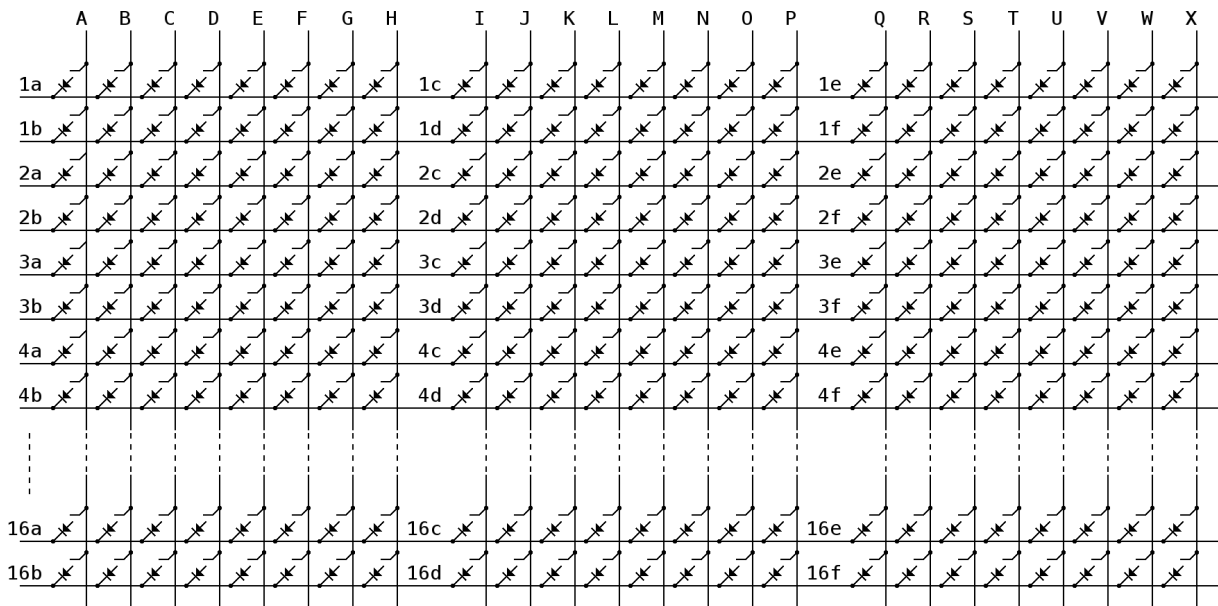 A B C D E F G H I J K L M N O P Q R S T U V W X
1a 1c 1e
1b 1d 1f
2a 2c 2e
2b 2d 2f
3a 3c 3e
3b 3d 3f
4a 4c 4e
4b 4d 4f
16a 16c 16e
16b 16d 16f